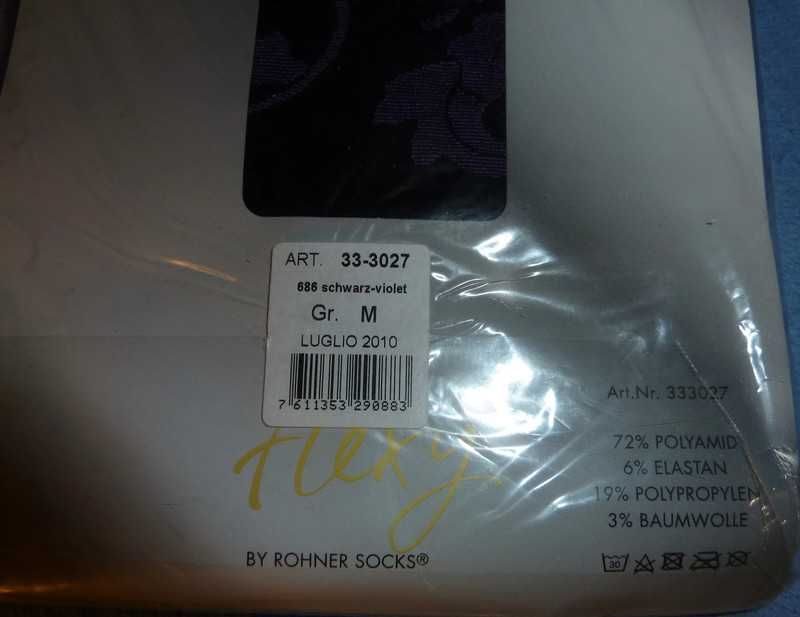 ART. 33-3027
686 schwarz-violet
Gr. M
LUGLIO 2010
7 611353 290883
flexy.
BY ROHNER SOCKS®
Art.Nr. 333027
72% POLYAMID
6% ELASTAN
19% POLYPROPYLEN
3% BAUMWOLLE
30